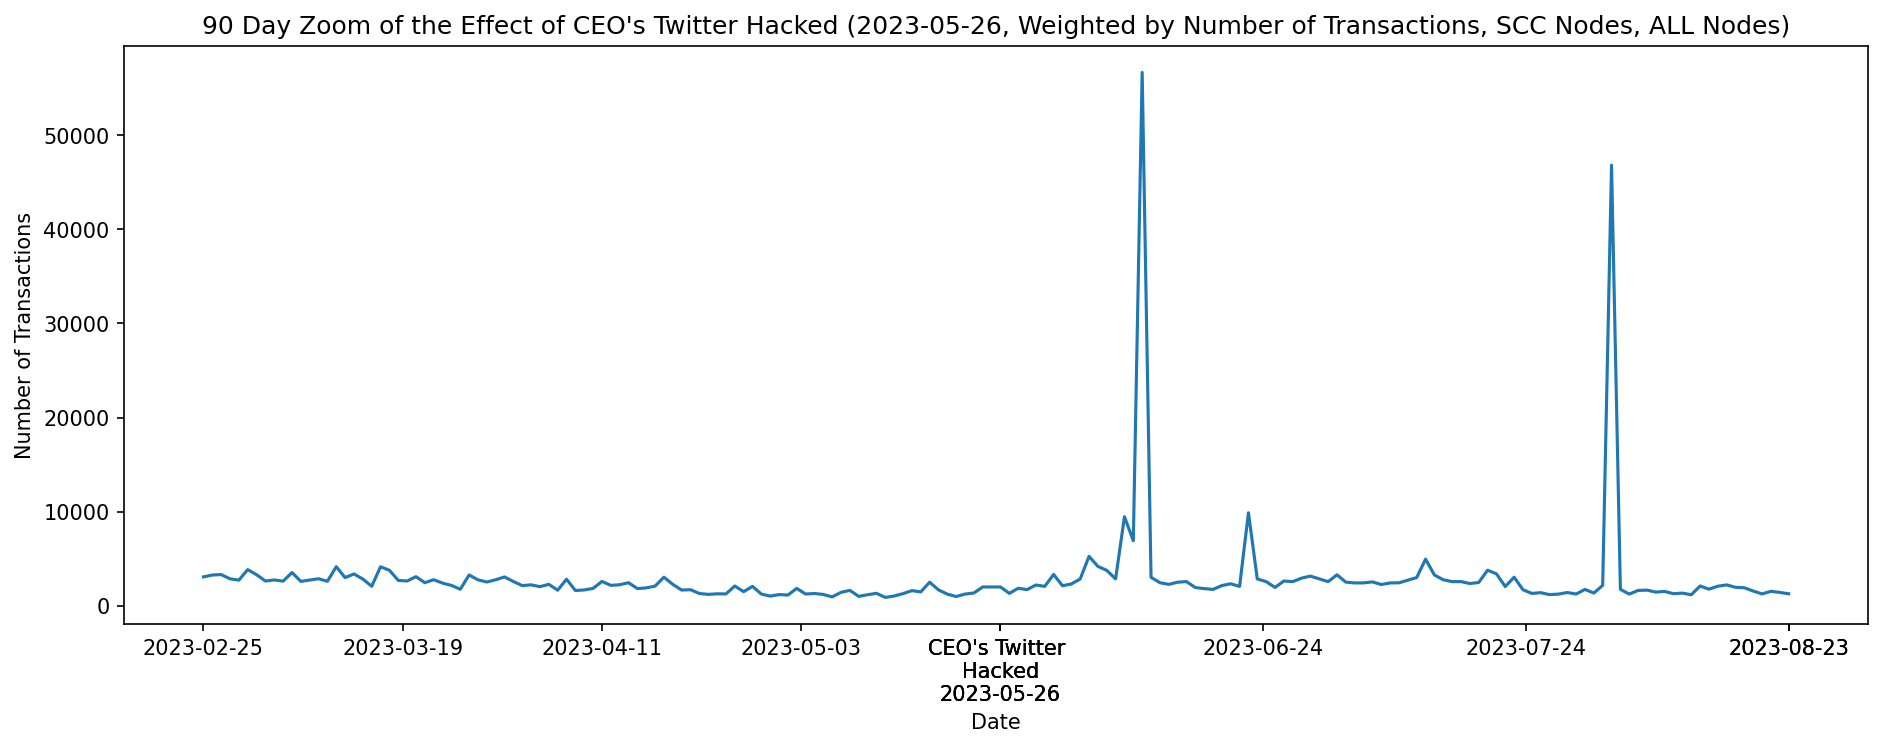 90 Day Zoom of the Effect of CEO's Twitter Hacked (2023-05-26, Weighted by Number of Transactions, SCC Nodes, ALL Nodes)
Number of Transactions
50000
40000
30000
20000
10000
0
2023-02-25
2023-03-19
2023-04-11
2023-05-03
CEO's Twitter
Hacked
2023-05-26
2023-06-24
2023-07-24
2023-08-23
Date